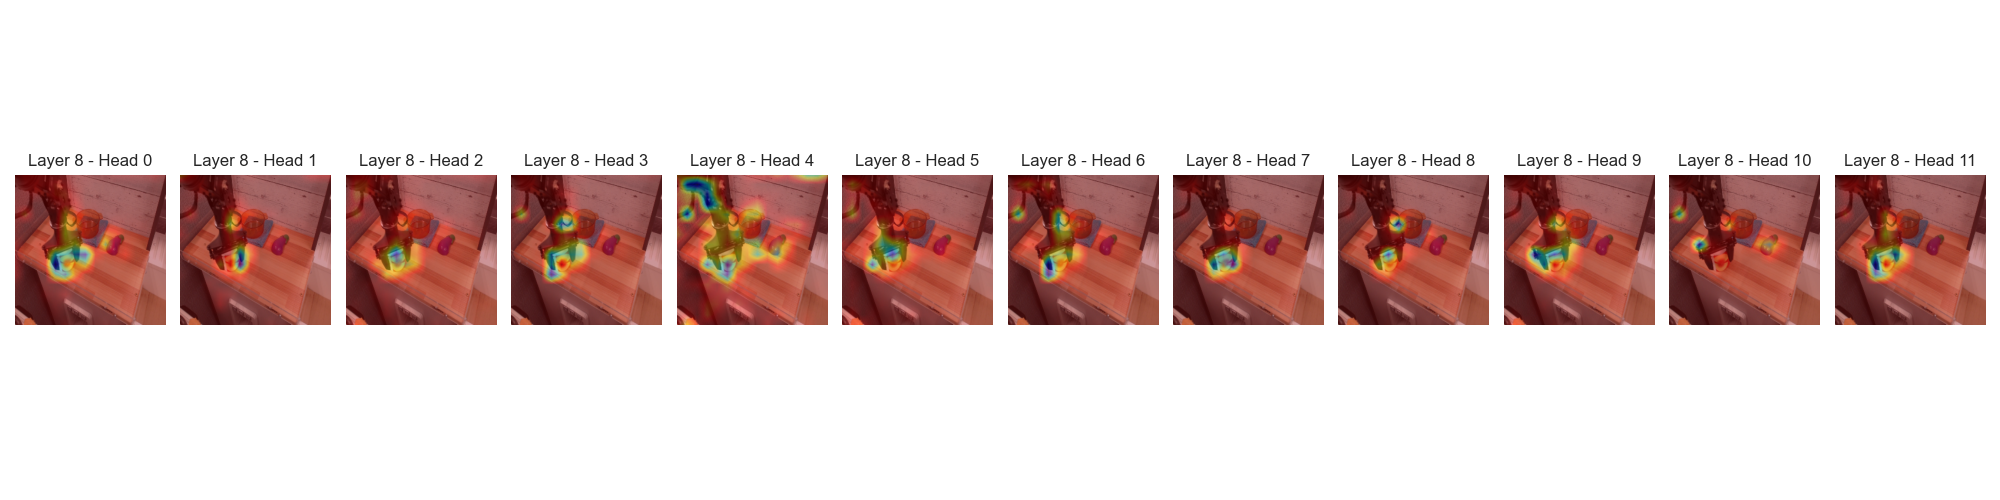 Layer 8 - Head 0
Layer 8 - Head 1
Layer 8 - Head 2
Layer 8 - Head 3
Layer 8 - Head 4
Layer 8 - Head 5
Layer 8 - Head 6
Layer 8 - Head 7
Layer 8 - Head 8
Layer 8 - Head 9
Layer 8 - Head 10
Layer 8 - Head 11